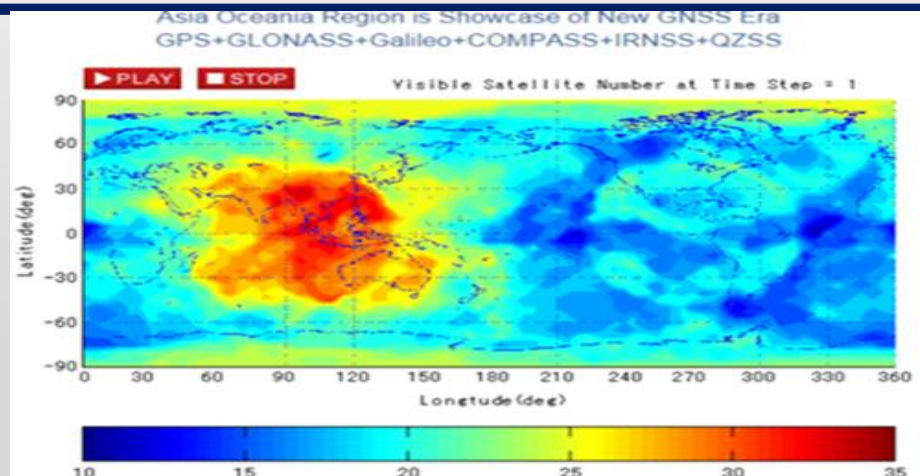 Asia Oceania Region is Showcase of New GNSS Era
GPS+GLONASS+Galileo+COMPASS+IRNSS+QZSS
PLAY STOP Visible Satellite Number at Time Step = 1
90
60
30
0
-30
-60
-90
Latitude(deg)
0 30 60 90 120 150 180 210 240 270 300 330 360
Longtude(deg)
10 15 20 25 30 35